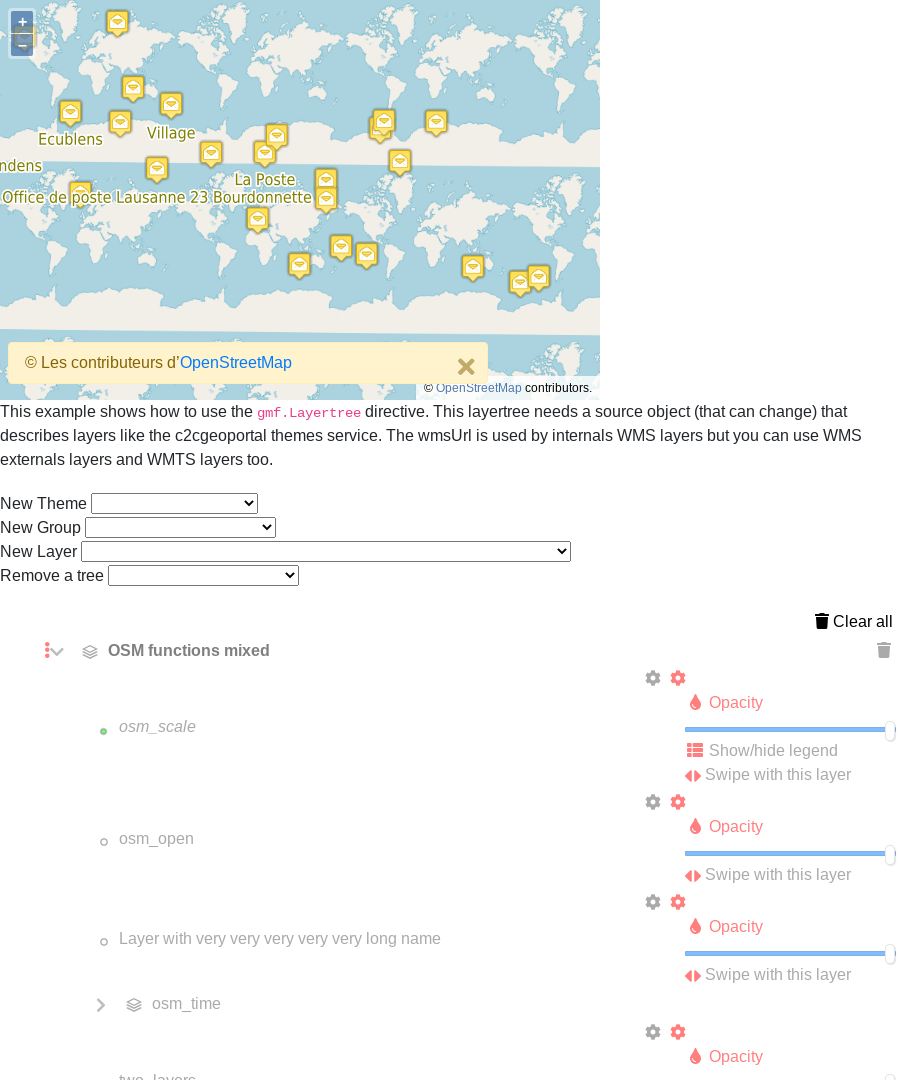 +
–
Ecublens
Village
ndens
La Poste
Office de poste Lausanne 23 Bourdonnette
© Les contributeurs d’OpenStreetMap
© OpenStreetMap contributors.
This example shows how to use the gmf.Layertree directive. This layertree needs a source object (that can change) that
describes layers like the c2cgeoportal themes service. The wmsUrl is used by internals WMS layers but you can use WMS
externals layers and WMTS layers too.
New Theme
New Group
New Layer
Remove a tree
Clear all
OSM functions mixed
Opacity
osm_scale
Show/hide legend
Swipe with this layer
Opacity
osm_open
Swipe with this layer
Opacity
Layer with very very very very very long name
Swipe with this layer
osm_time
Opacity
two_layers